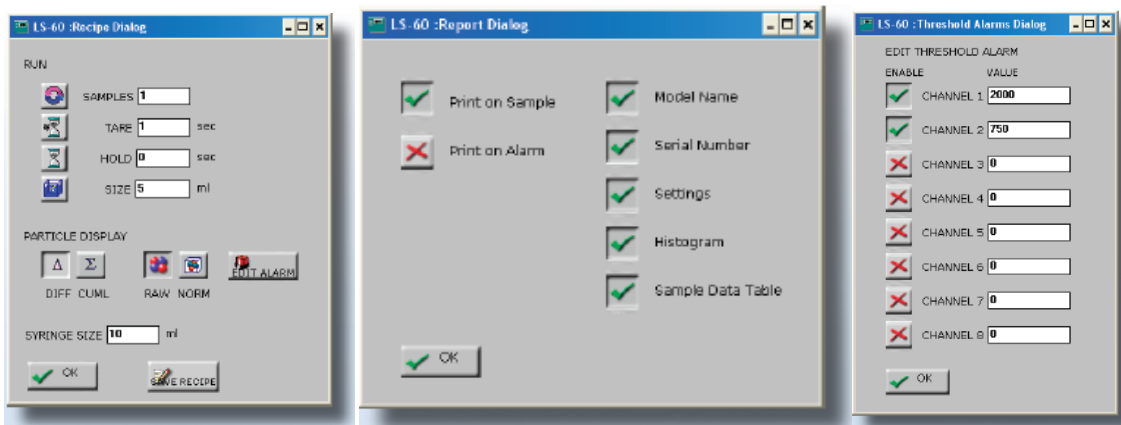 LS-60 :Recipe Dialog
RUN
SAMPLES 1
TARE 1 sec
HOLD 0 sec
SIZE 5 ml
PARTICLE DISPLAY
Δ Σ
EDIT ALARM
DIFF CUML RAW NORM
SYRINGE SIZE 10 ml
OK
SAVE RECIPE
LS-60 :Report Dialog
Print on Sample
Print on Alarm
Model Name
Serial Number
Settings
Histogram
Sample Data Table
OK
LS-60 :Threshold Alarms Dialog
EDIT THRESHOLD ALARM
ENABLE VALUE
CHANNEL 1 2000
CHANNEL 2 750
CHANNEL 3 0
CHANNEL 4 0
CHANNEL 5 0
CHANNEL 6 0
CHANNEL 7 0
CHANNEL 8 0
OK